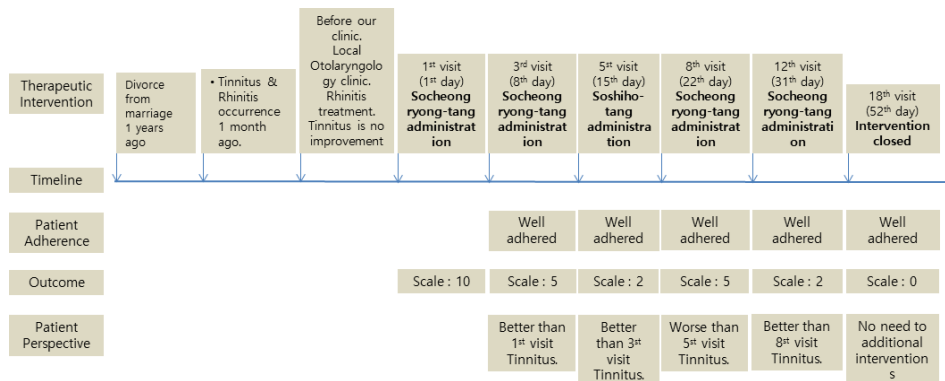 Therapeutic
Intervention
Divorce
from
marriage
1 years
ago
• Tinnitus &
Rhinitis
occurrence
1 month
ago.
Before our
clinic.
Local
Otolaryngolo
gy clinic.
Rhinitis
treatment.
Tinnitus is no
improvement
1st visit
(1st day)
Socheong
ryong-tang
administrat
ion
3rd visit
(8th day)
Socheong
ryong-tang
administrat
ion
5st visit
(15th day)
Soshiho-
tang
administra
tion
8th visit
(22th day)
Socheong
ryong-tang
administrat
ion
12th visit
(31th day)
Socheong
ryong-tang
administrati
on
18th visit
(52th day)
Intervention
closed
Timeline
Patient
Adherence
Well
adhered
Well
adhered
Well
adhered
Well
adhered
Well
adhered
Outcome
Scale : 10
Scale : 5
Scale : 2
Scale : 5
Scale : 2
Scale : 0
Patient
Perspective
Better than
1st visit
Tinnitus.
Better
than 3st
visit
Tinnitus.
Worse than
5st visit
Tinnitus.
Better than
8st visit
Tinnitus.
No need to
additional
intervention
s